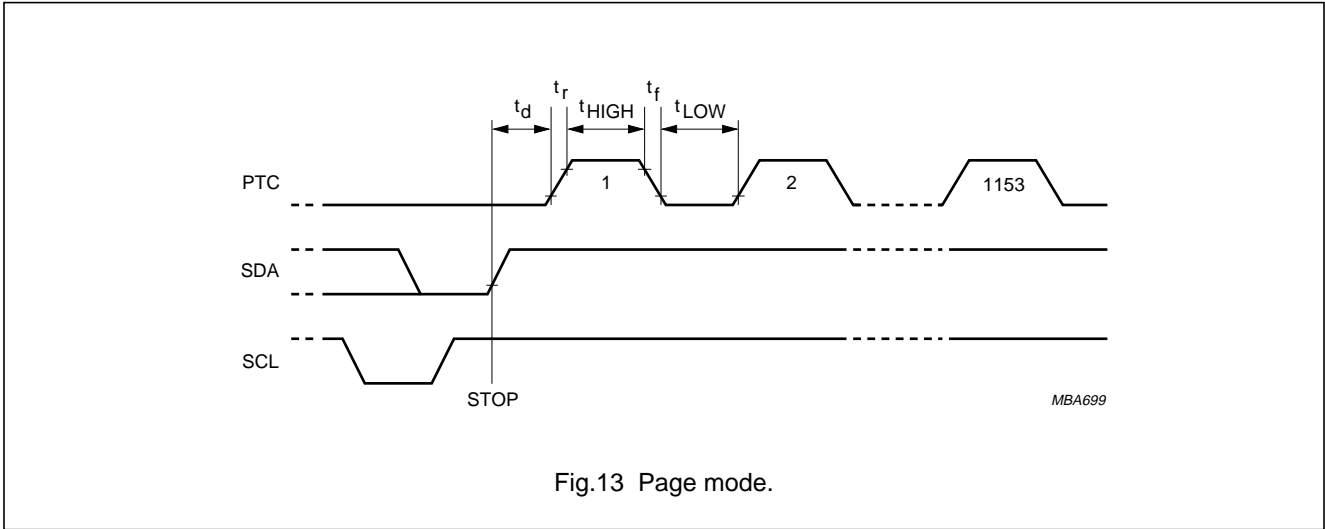 t_d t_r t_HIGH t_f t_LOW
PTC 1 2 1153
SDA
SCL
STOP
MBA699
Fig.13 Page mode.